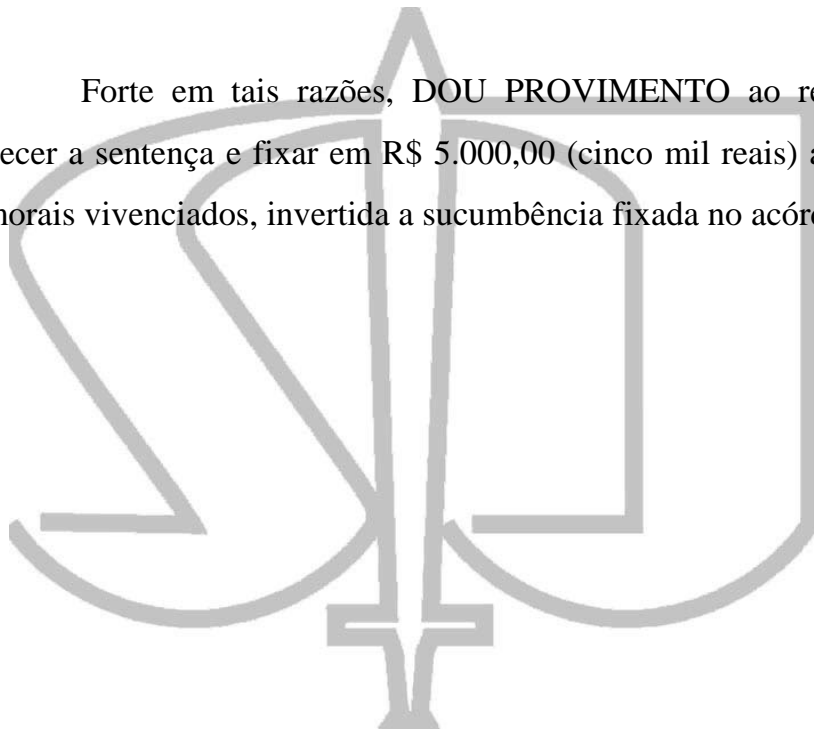 Forte em tais razões, DOU PROVIMENTO ao re
ecer a sentença e fixar em R$ 5.000,00 (cinco mil reais) a
morais vivenciados, invertida a sucumbência fixada no acór